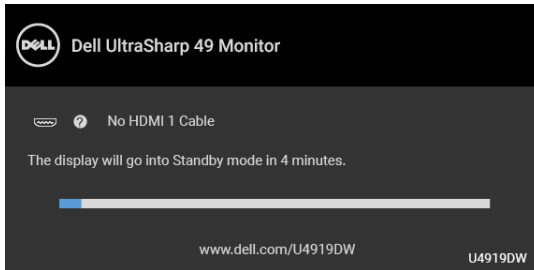 DELL
Dell UltraSharp 49 Monitor
? No HDMI 1 Cable
The display will go into Standby mode in 4 minutes.
www.dell.com/U4919DW
U4919DW